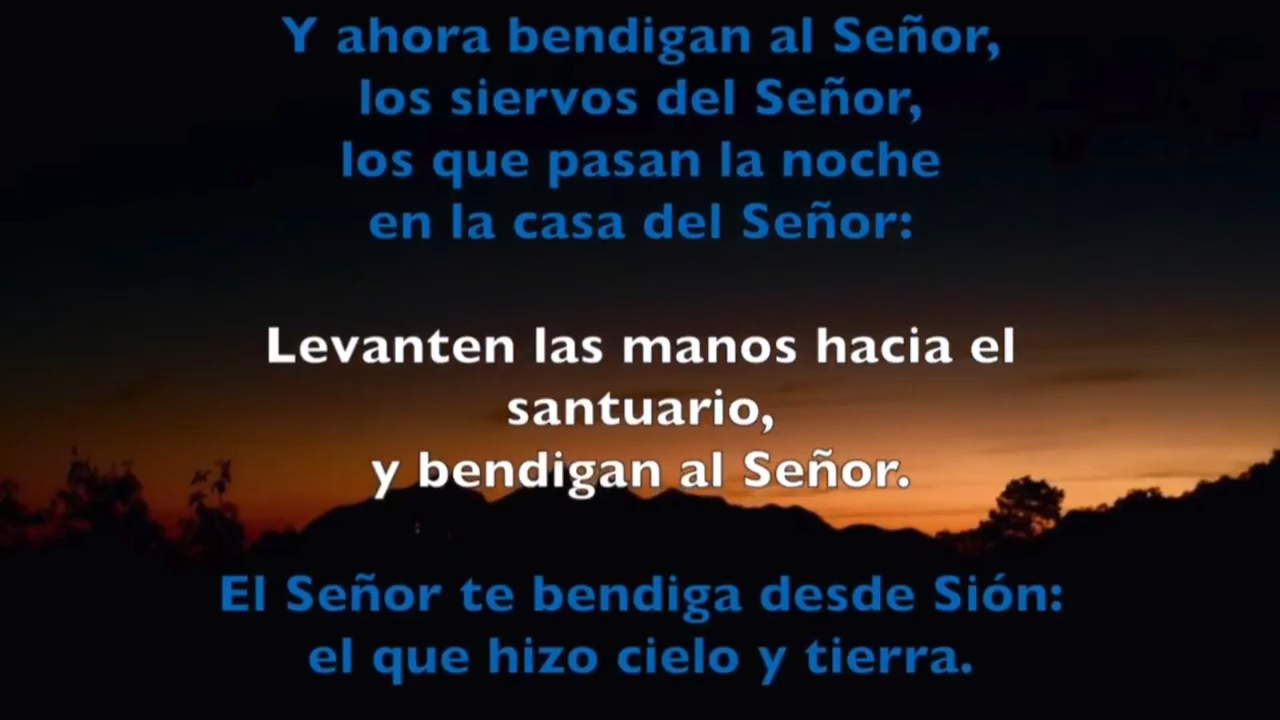 Y ahora bendigan al Señor,
los siervos del Señor,
los que pasan la noche
en la casa del Señor:
Levanten las manos hacia el
santuario,
y bendigan al Señor.
El Señor te bendiga desde Sión:
el que hizo cielo y tierra.